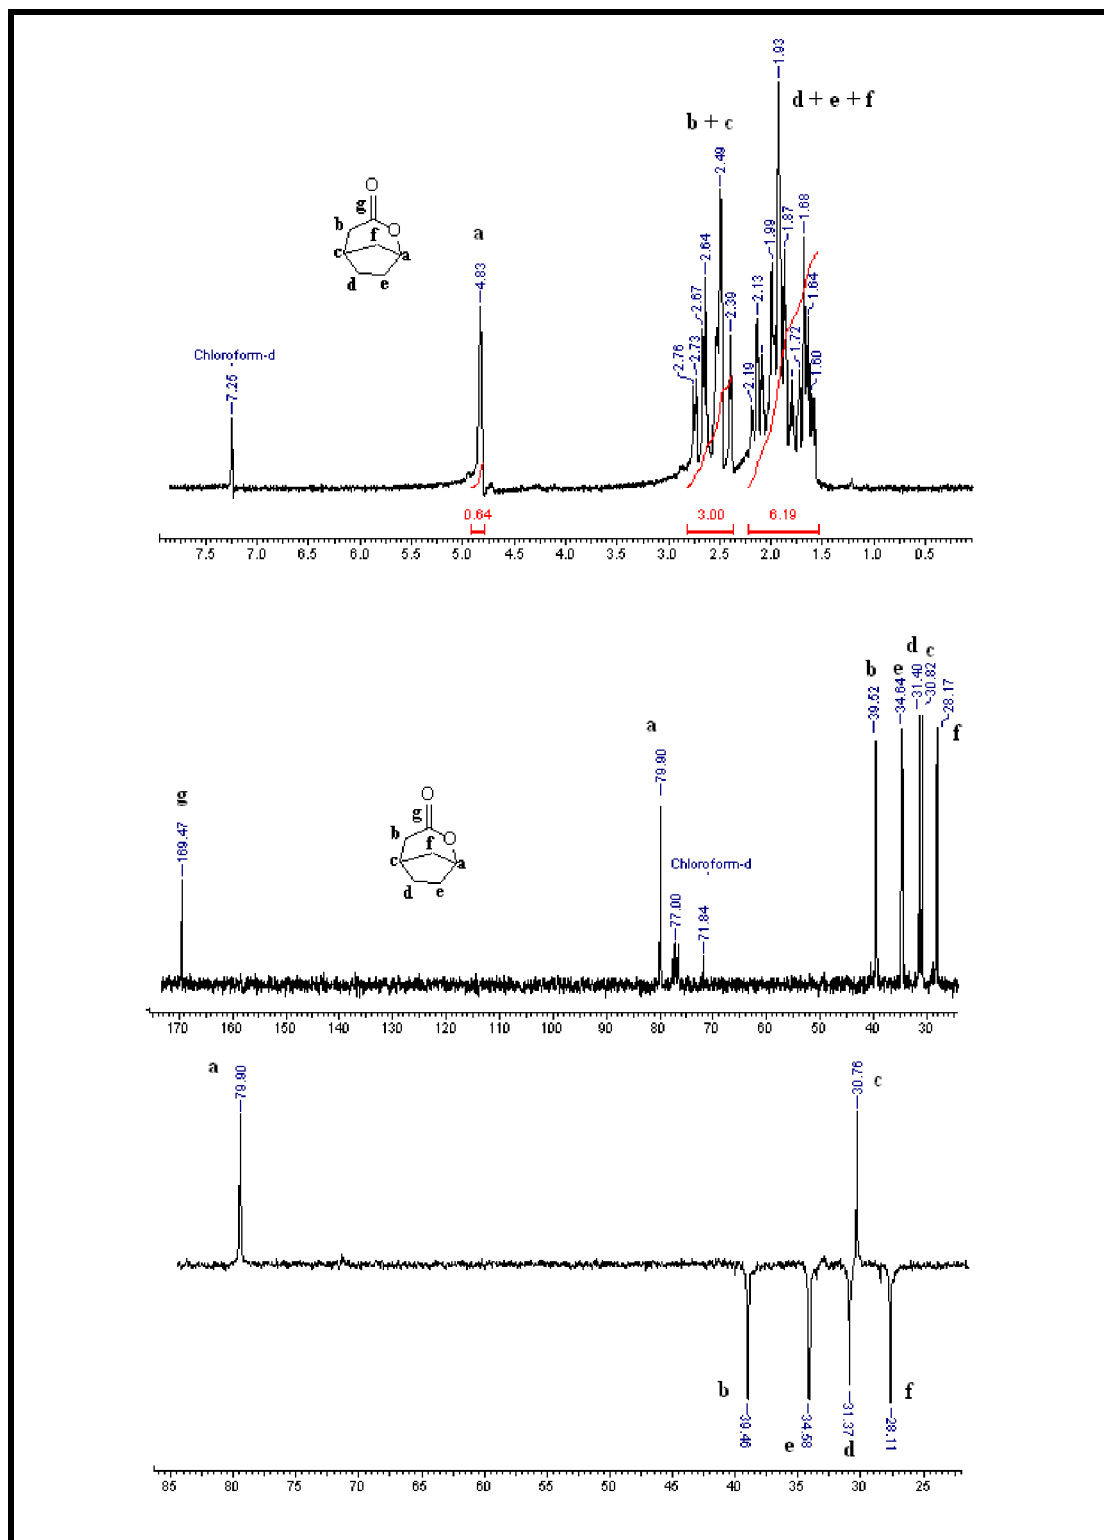 1.93
d + e + f
b + c
2.49
O
g
b
f
O
c
a
d
e
a
4.83
2.76
2.73
2.67
2.64
2.39
2.19
2.13
1.99
1.87
1.72
1.68
1.64
1.60
Chloroform-d
7.25
0.64
3.00
6.19
7.5 7.0 6.5 6.0 5.5 5.0 4.5 4.0 3.5 3.0 2.5 2.0 1.5 1.0 0.5
g
169.47
O
g
b
f
O
c
a
d
e
a
79.90
Chloroform-d
77.00
71.84
b
39.52
e
34.64
d
31.40
c
30.82
28.17
f
170 160 150 140 130 120 110 100 90 80 70 60 50 40 30
a
79.90
30.76
c
b
39.46
e
34.58
d
31.37
f
28.11
85 80 75 70 65 60 55 50 45 40 35 30 25